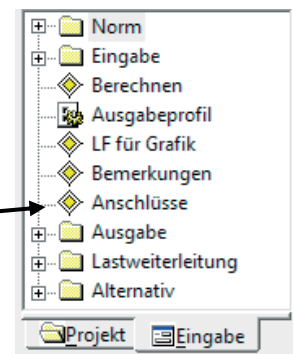 Norm
Eingabe
Berechnen
Ausgabeprofil
LF für Grafik
Bemerkungen
Anschlüsse
Ausgabe
Lastweiterleitung
Alternativ
Projekt Eingabe